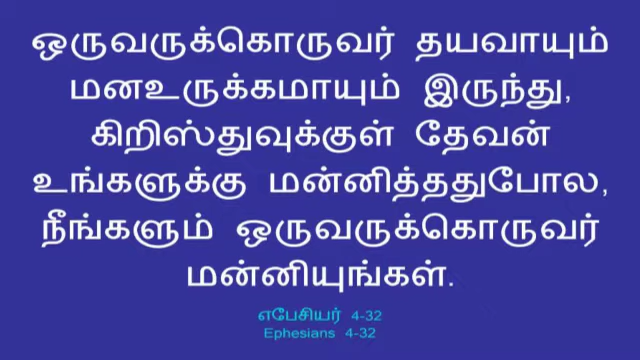 ஒருவருக்கொருவர் தயவாயும்
மனஉருக்கமாயும் இருந்து,
கிறிஸ்துவுக்குள் தேவன்
உங்களுக்கு மன்னித்ததுபோல,
நீங்களும் ஒருவருக்கொருவர்
மன்னியுங்கள்.
எபேசியர் 4-32
Ephesians 4-32